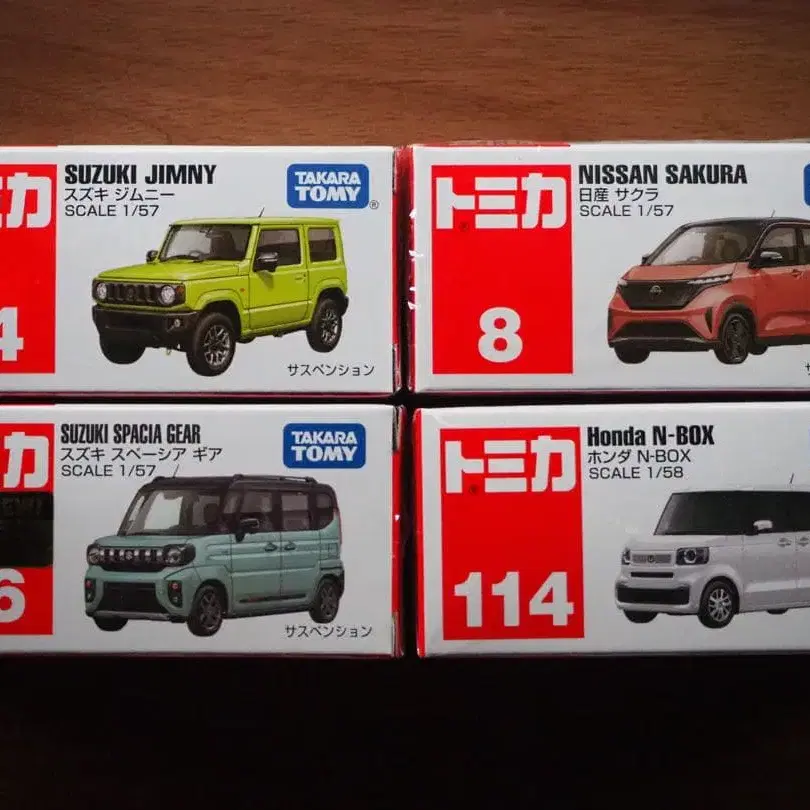 ミカ
SUZUKI JIMNY
スズキ ジムニー
SCALE 1/57
TAKARA
TOMY
®
4
サスペンション
トミカ
NISSAN SAKURA
日産 サクラ
SCALE 1/57
8
カ
SUZUKI SPACIA GEAR
スズキ スペーシア ギア
SCALE 1/57
TAKARA
TOMY
6
サスペンション
トミカ
Honda N-BOX
ホンダ N-BOX
SCALE 1/58
114